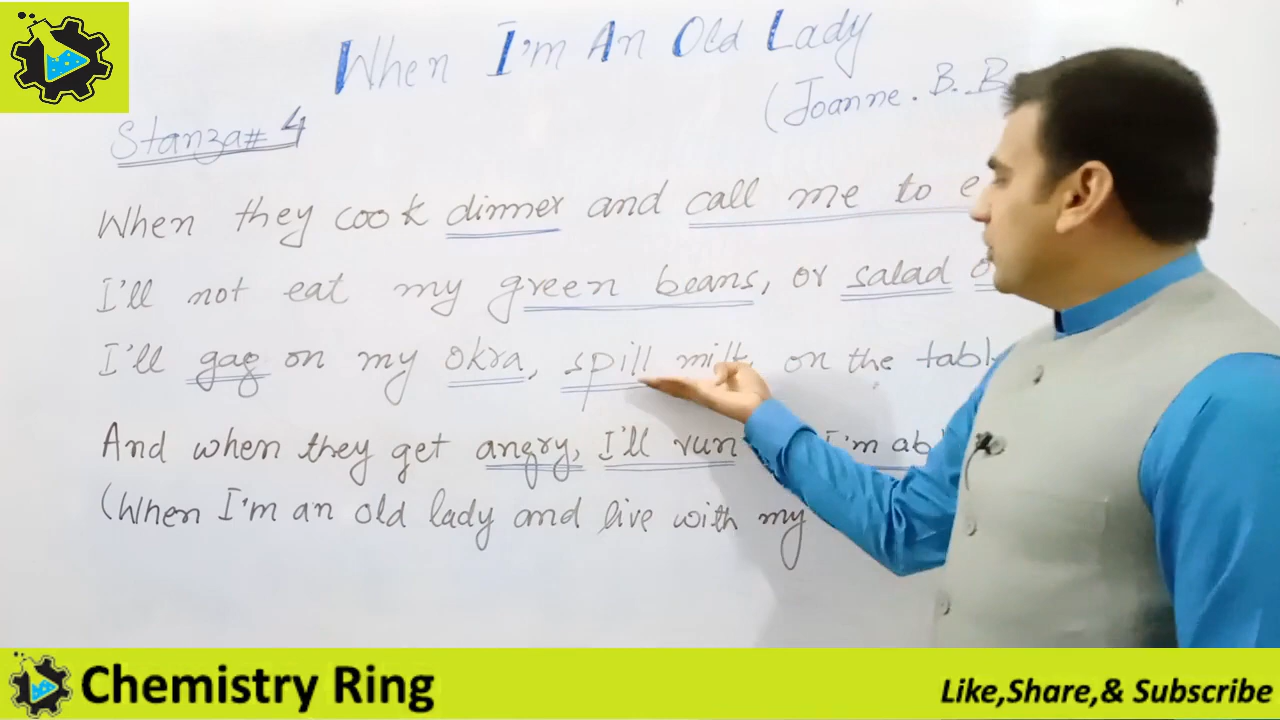 When I'm An Old Lady
(Joanne. B. 
Stanza# 4
When they cook dinner and call me to
I'll not eat my green beans, or salad
I'll gag on my okra, spill milk on the
And when they get angry, I'll run I'm
(When I'm an old lady and live with my
Chemistry Ring
Like,Share,& Subscribe